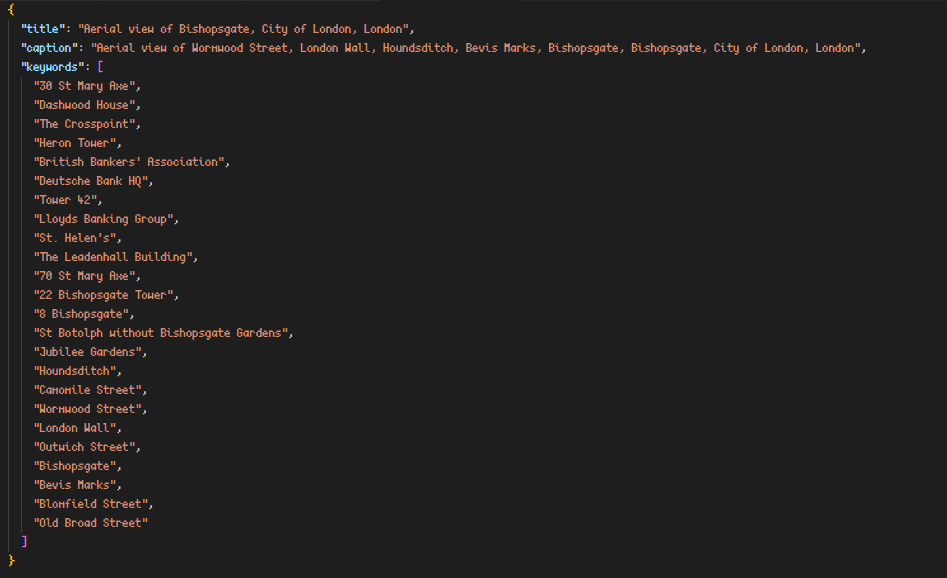 {
"title": "Aerial view of Bishopsgate, City of London, London",
"caption": "Aerial view of Wormwood Street, London Wall, Houndsditch, Bevis Marks, Bishopsgate, Bishopsgate, City of London, London",
"keywords": [
"30 St Mary Axe",
"Dashwood House",
"The Crosspoint",
"Heron Tower",
"British Bankers' Association",
"Deutsche Bank HQ",
"Tower 42",
"Lloyds Banking Group",
"St. Helen's",
"The Leadenhall Building",
"70 St Mary Axe",
"22 Bishopsgate Tower",
"8 Bishopsgate",
"St Botolph without Bishopsgate Gardens",
"Jubilee Gardens",
"Houndsditch",
"Camomile Street",
"Wormwood Street",
"London Wall",
"Outwich Street",
"Bishopsgate",
"Bevis Marks",
"Blomfield Street",
"Old Broad Street"
]
}